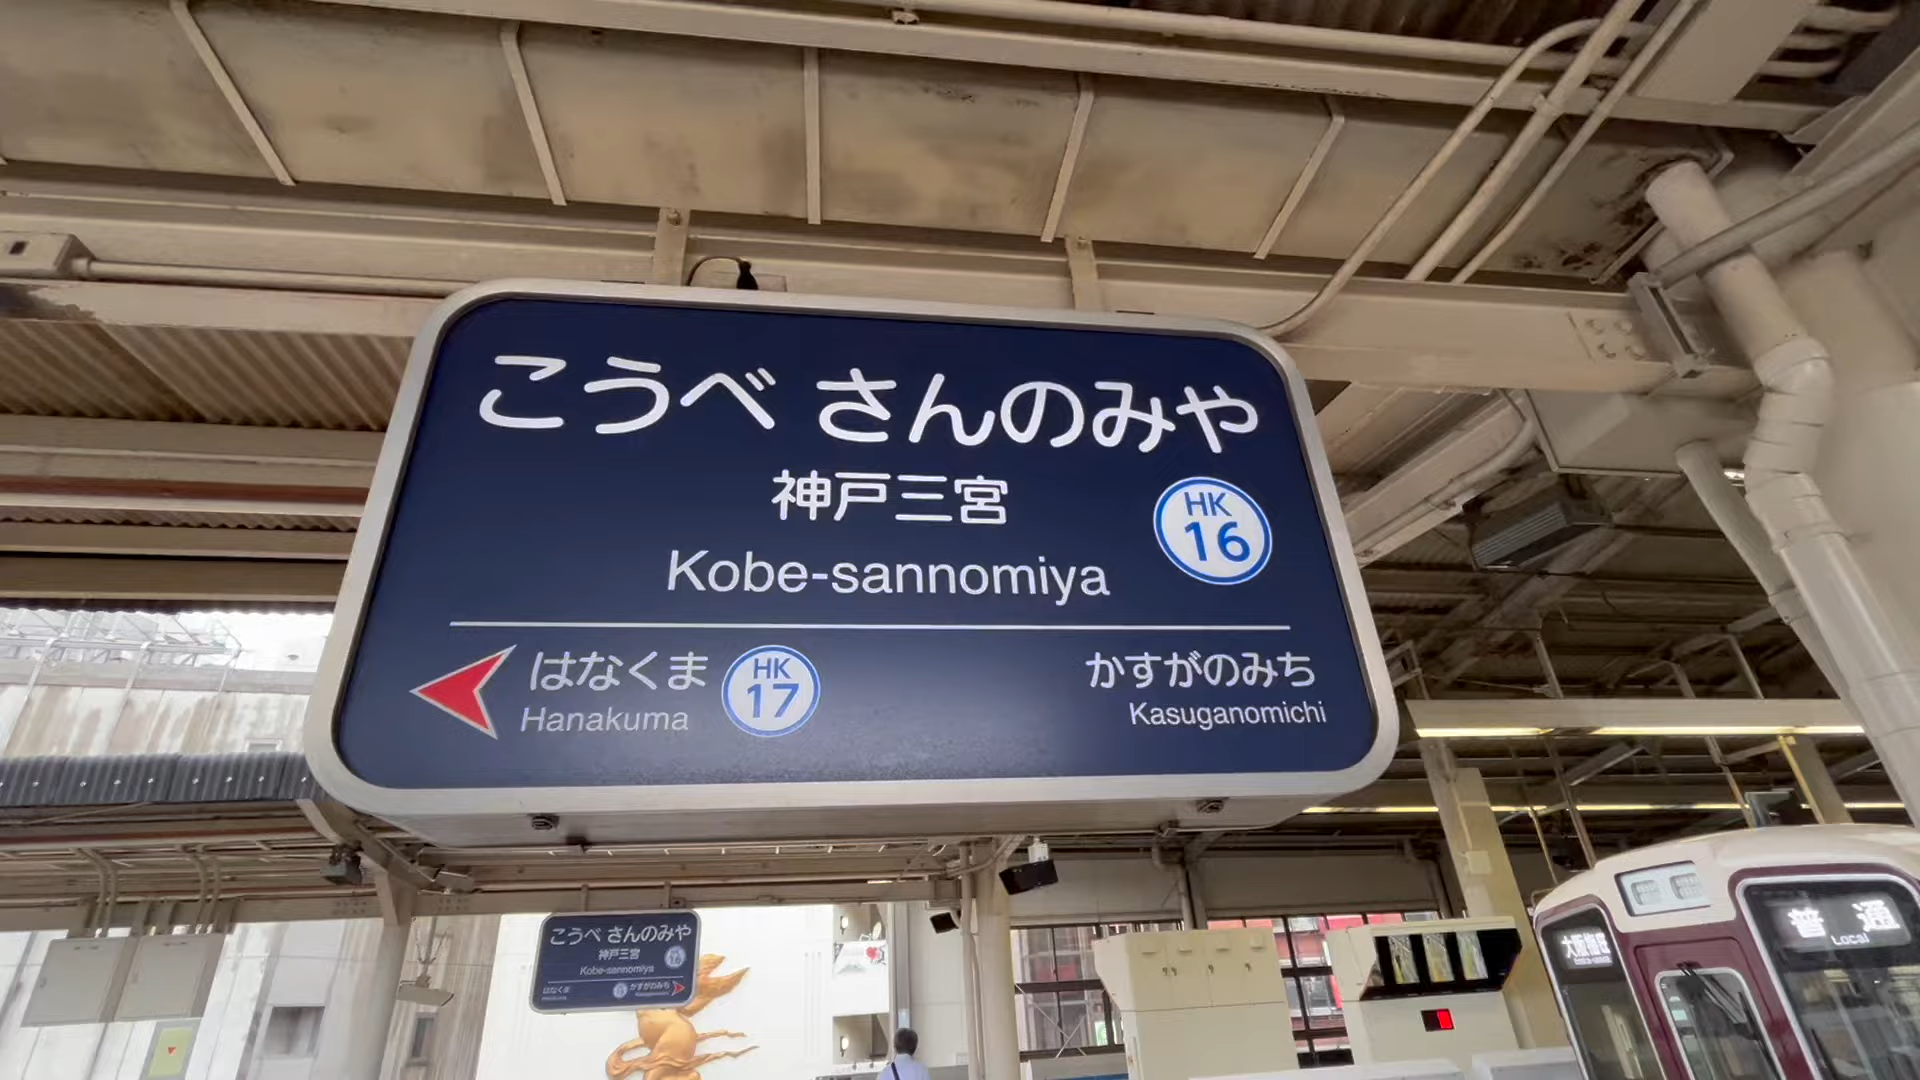 こうべ さんのみや
神戸三宮
Kobe-sannomiya
HK
16
はなくま
Hanakuma
HK
17
かすがのみち
Kasuganomichi
こうべ さんのみや
神戸三宮
Kobe-sannomiya
16
はなくま
かすがのみち
普通
Local